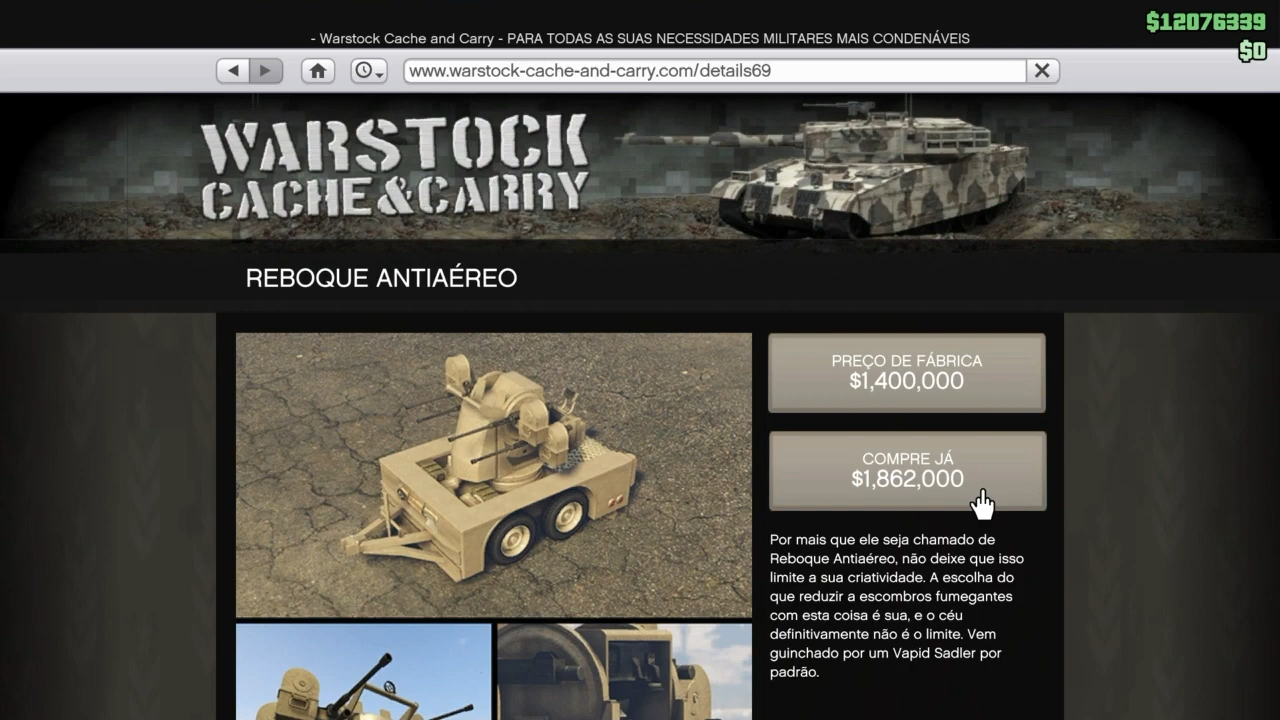 $12076339
- Warstock Cache and Carry - PARA TODAS AS SUAS NECESSIDADES MILITARES MAIS CONDENÁVEIS
$0
www.warstock-cache-and-carry.com/details69
WARSTOCK
CACHE&CARRY
REBOQUE ANTIAÉREO
PREÇO DE FÁBRICA
$1,400,000
COMPRE JÁ
$1,862,000
Por mais que ele seja chamado de
Reboque Antiaéreo, não deixe que isso
limite a sua criatividade. A escolha do
que reduzir a escombros fumegantes
com esta coisa é sua, e o céu
definitivamente não é o limite. Vem
guinchado por um Vapid Sadler por
padrão.